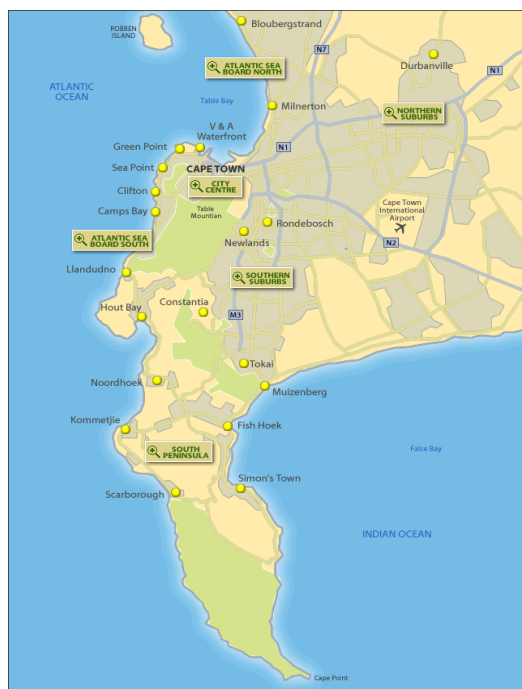 Bloubergstrand
ROBBEN
ISLAND
N7
Durbanville
ATLANTIC SEA
BOARD NORTH
N1
ATLANTIC
OCEAN
Table Bay
Milnerton
NORTHERN
SUBURBS
V & A
Waterfront
Green Point
N1
Sea Point
CAPE TOWN
CITY
CENTRE
Clifton
Camps Bay
Table
Mountian
Cape Town
International
Airport
Rondebosch
ATLANTIC SEA
BOARD SOUTH
Newlands
N2
Llandudno
SOUTHERN
SUBURBS
Constantia
Hout Bay
M3
Tokai
Noordhoek
Muizenberg
Kommetjie
Fish Hoek
SOUTH
PENINSULA
False Bay
Simon's Town
Scarborough
INDIAN OCEAN
Cape Point